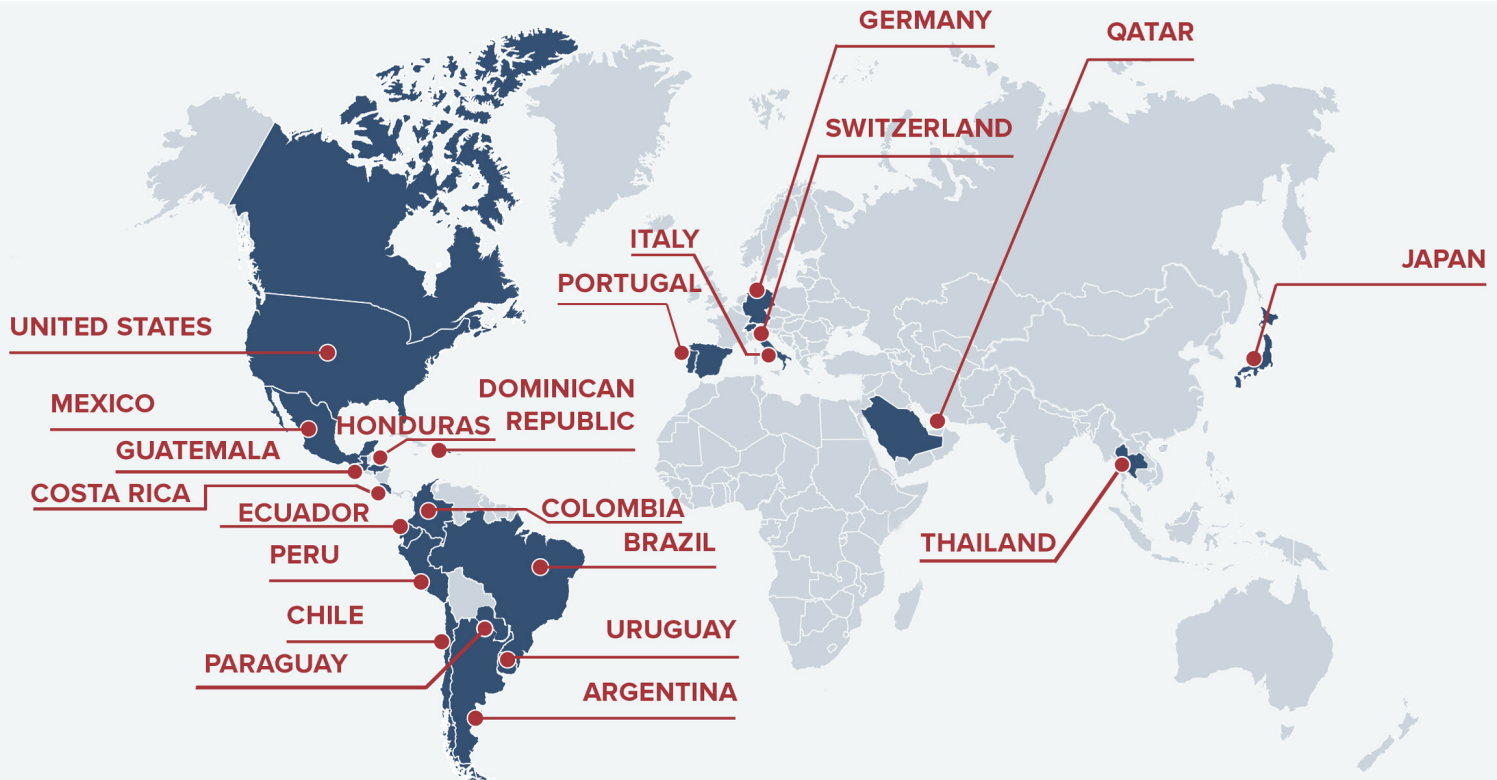 GERMANY
QATAR
SWITZERLAND
ITALY
PORTUGAL
JAPAN
UNITED STATES
MEXICO
DOMINICAN
REPUBLIC
HONDURAS
GUATEMALA
COSTA RICA
ECUADOR
COLOMBIA
BRAZIL
THAILAND
PERU
CHILE
URUGUAY
PARAGUAY
ARGENTINA